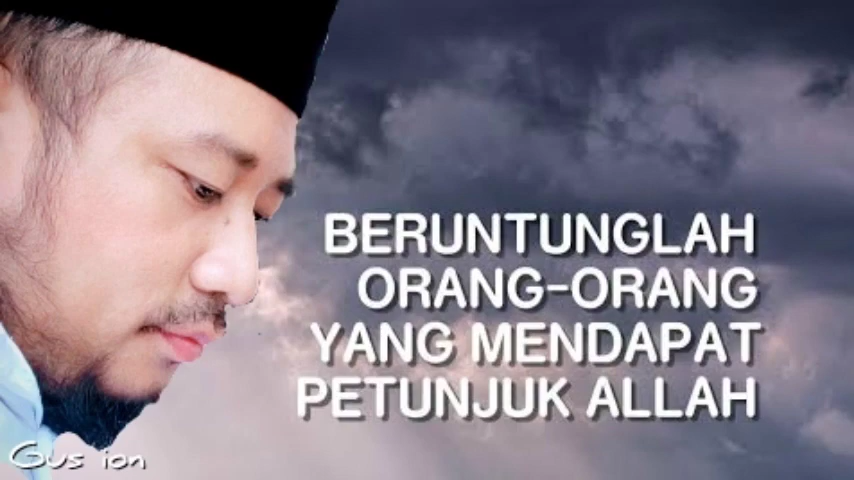 BERUNTUNGLAH
ORANG-ORANG
YANG MENDAPAT
PETUNJUK ALLAH
Gus ion